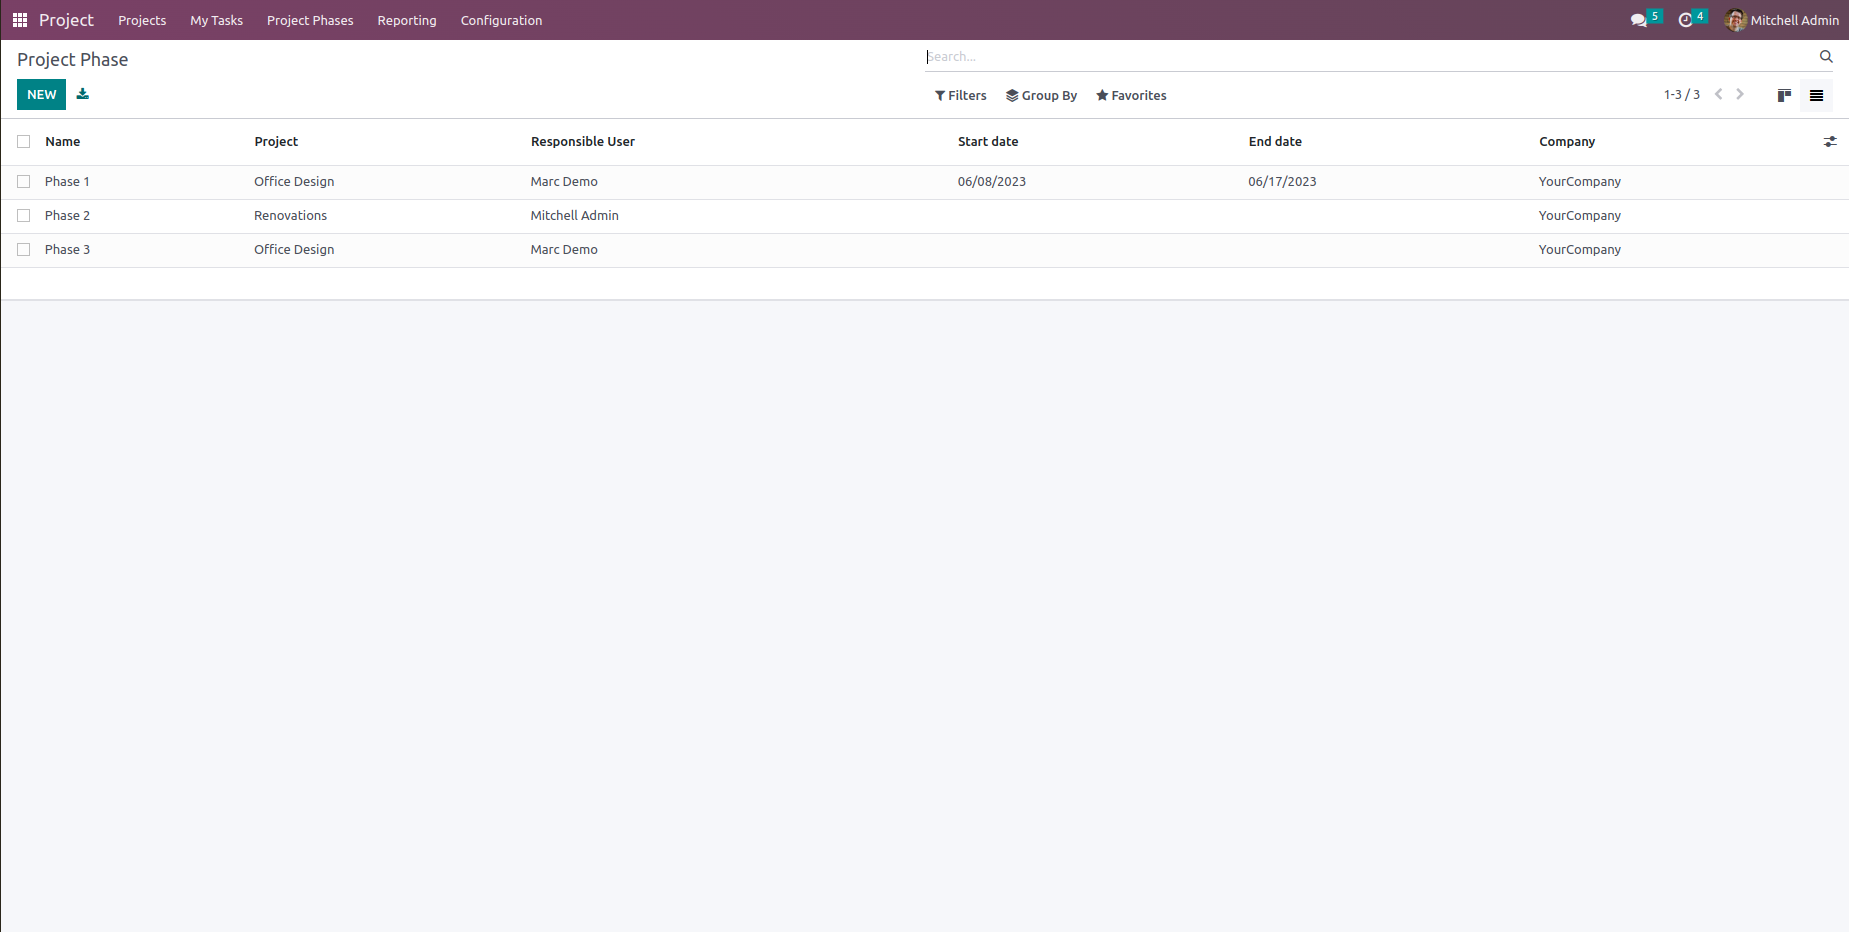 Project Projects My Tasks Project Phases Reporting Configuration 5 4 Mitchell Admin
Project Phase Search...
NEW Filters Group By Favorites 1-3 / 3
Name Project Responsible User Start date End date Company
Phase 1 Office Design Marc Demo 06/08/2023 06/17/2023 YourCompany
Phase 2 Renovations Mitchell Admin YourCompany
Phase 3 Office Design Marc Demo YourCompany